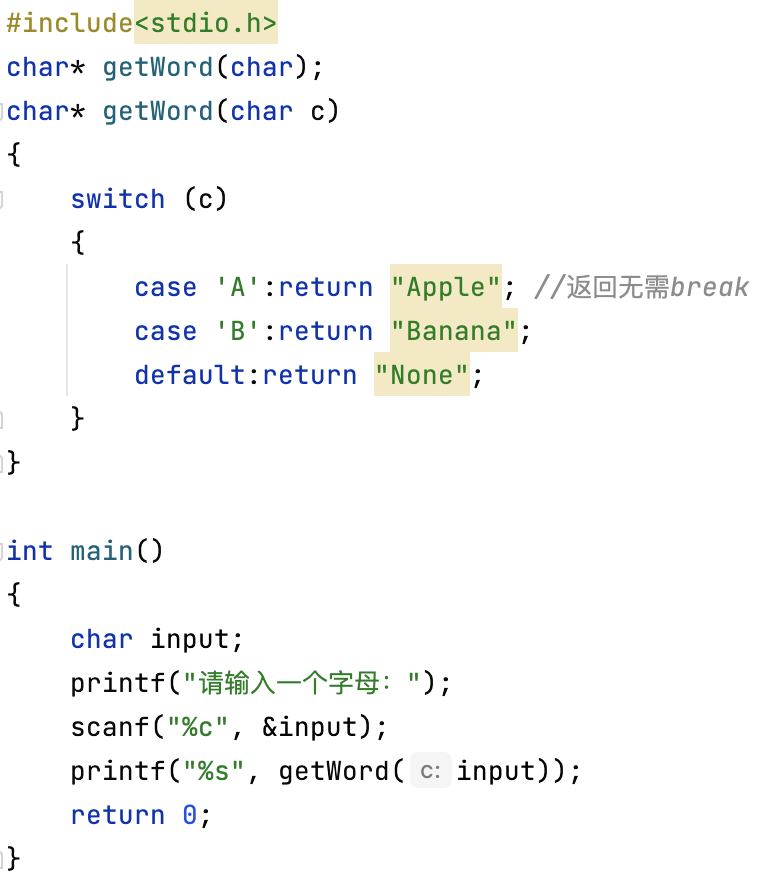 #include<stdio.h>
char* getWord(char);
char* getWord(char c)
{
    switch (c)
    {
        case 'A':return "Apple"; //返回无需break
        case 'B':return "Banana";
        default:return "None";
    }
}

int main()
{
    char input;
    printf("请输入一个字母：");
    scanf("%c", &input);
    printf("%s", getWord( c: input));
    return 0;
}